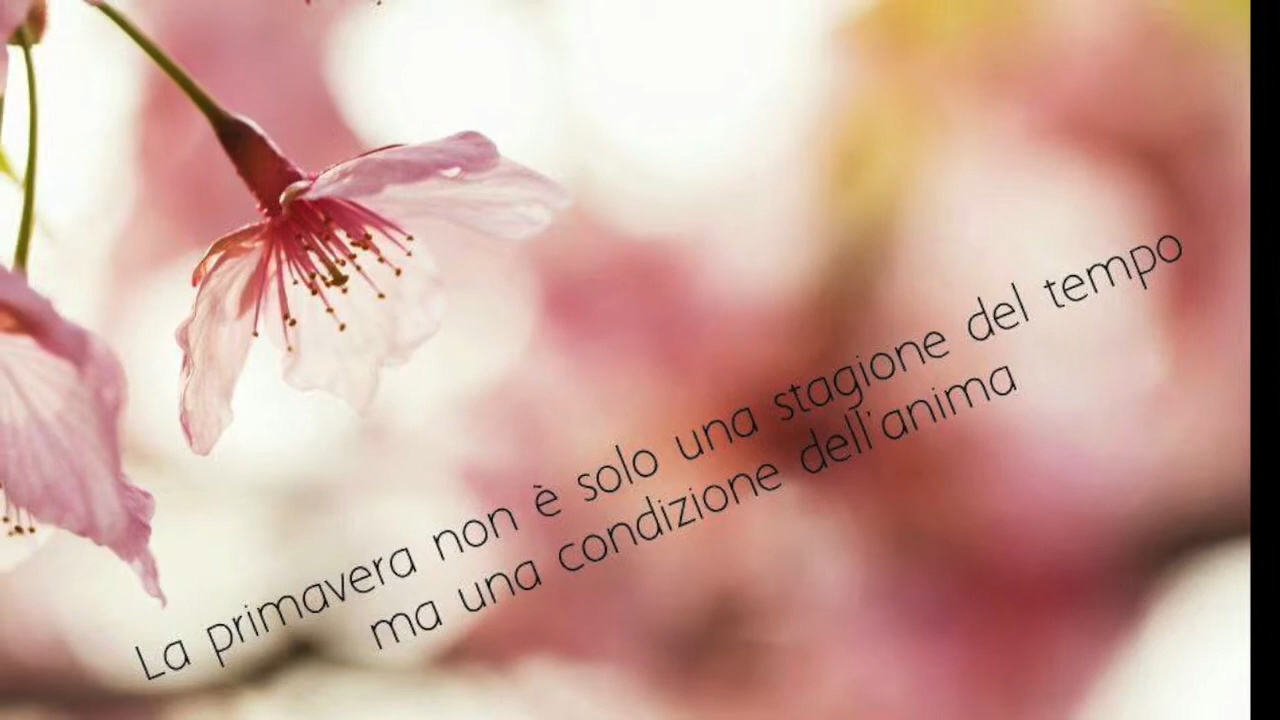 La primavera non è solo una stagione del tempo
ma una condizione dell'anima